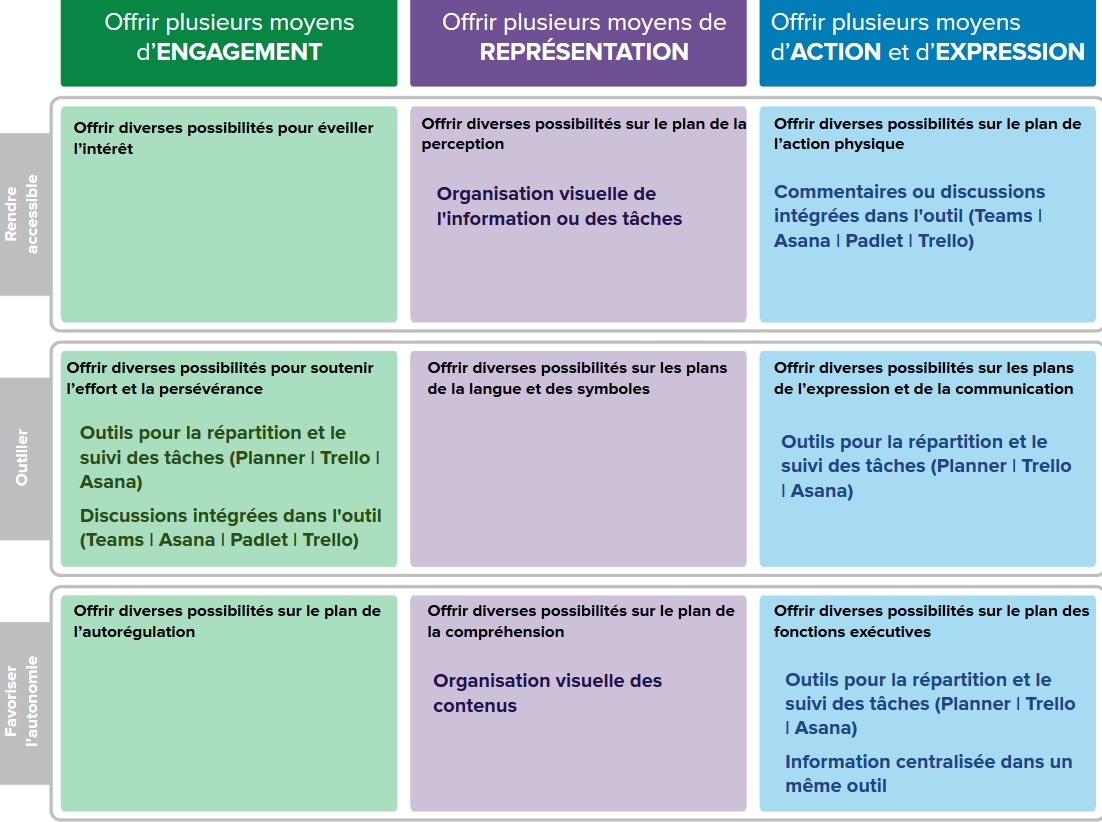 Offrir plusieurs moyens
d'ENGAGEMENT
Offrir plusieurs moyens de
REPRÉSENTATION
Offrir plusieurs moyens
d'ACTION et d'EXPRESSION
Rendre
accessible
Offrir diverses possibilités pour éveiller
l'intérêt
Offrir diverses possibilités sur le plan de la
perception
Organisation visuelle de
l'information ou des tâches
Offrir diverses possibilités sur le plan de
l'action physique
Commentaires ou discussions
intégrées dans l'outil (Teams |
Asana | Padlet | Trello)
Outiller
Offrir diverses possibilités pour soutenir
l'effort et la persévérance
Outils pour la répartition et le
suivi des tâches (Planner | Trello |
Asana)
Discussions intégrées dans l'outil
(Teams | Asana | Padlet | Trello)
Offrir diverses possibilités sur les plans
de la langue et des symboles
Offrir diverses possibilités sur les plans
de l'expression et de la communication
Outils pour la répartition et le
suivi des tâches (Planner | Trello
| Asana)
Favoriser
l'autonomie
Offrir diverses possibilités sur le plan de
l'autorégulation
Offrir diverses possibilités sur le plan de
la compréhension
Organisation visuelle des
contenus
Offrir diverses possibilités sur le plan des
fonctions exécutives
Outils pour la répartition et le
suivi des tâches (Planner | Trello
| Asana)
Information centralisée dans un
même outil